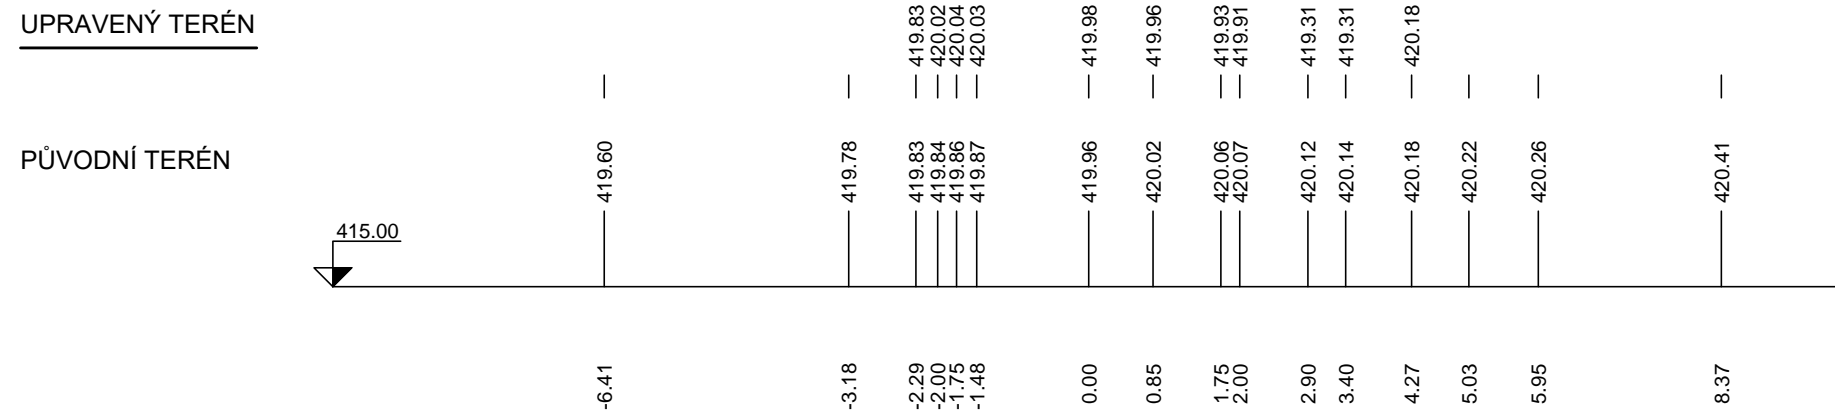 UPRAVENÝ TERÉN
419.83 420.02 420.04 420.03 419.98 419.96 419.93 419.91 419.31 419.31 420.18
PŮVODNÍ TERÉN
419.60 419.78 419.83 419.84 419.86 419.87 419.96 420.02 420.06 420.07 420.12 420.14 420.18 420.22 420.26 420.41
415.00
-6.41 -3.18 -2.29 -2.00 -1.75 -1.48 0.00 0.85 1.75 2.00 2.90 3.40 4.27 5.03 5.95 8.37